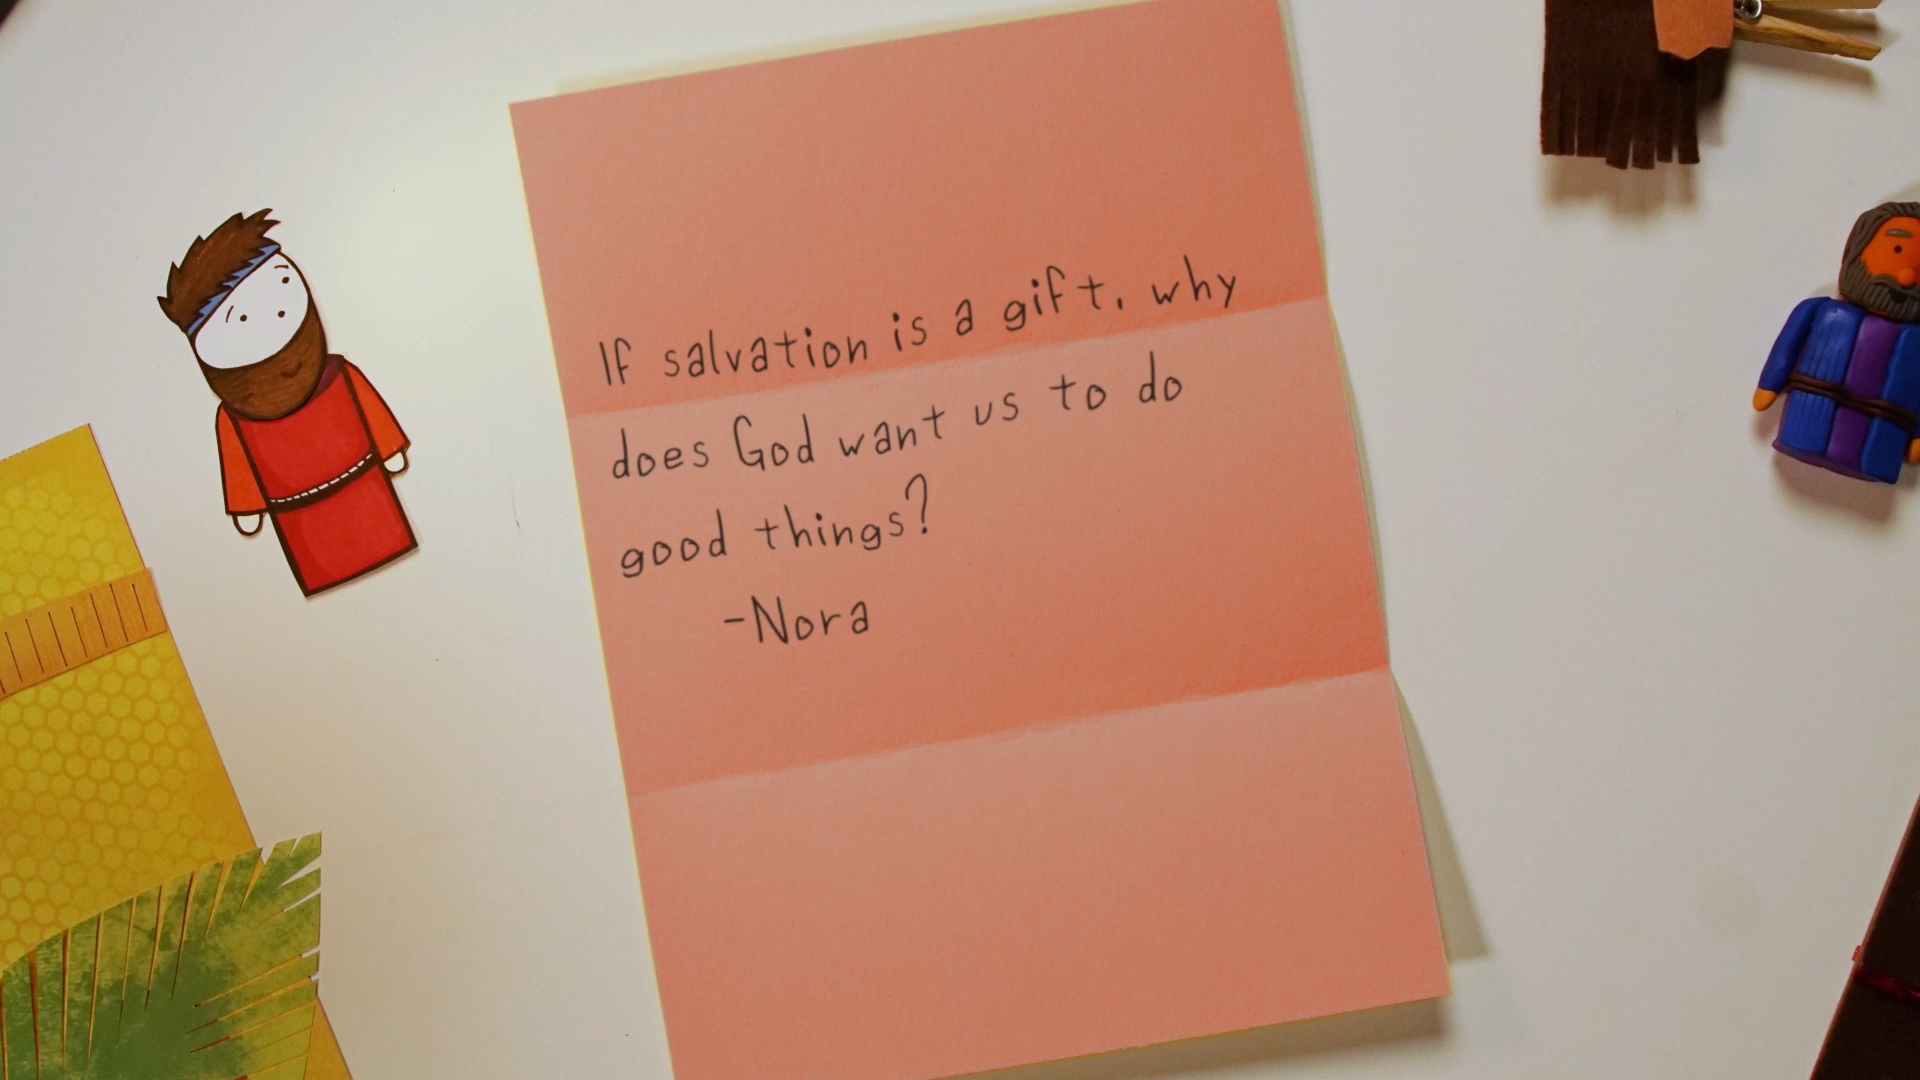 If salvation is a gift, why
does God want us to do
good things?
-Nora